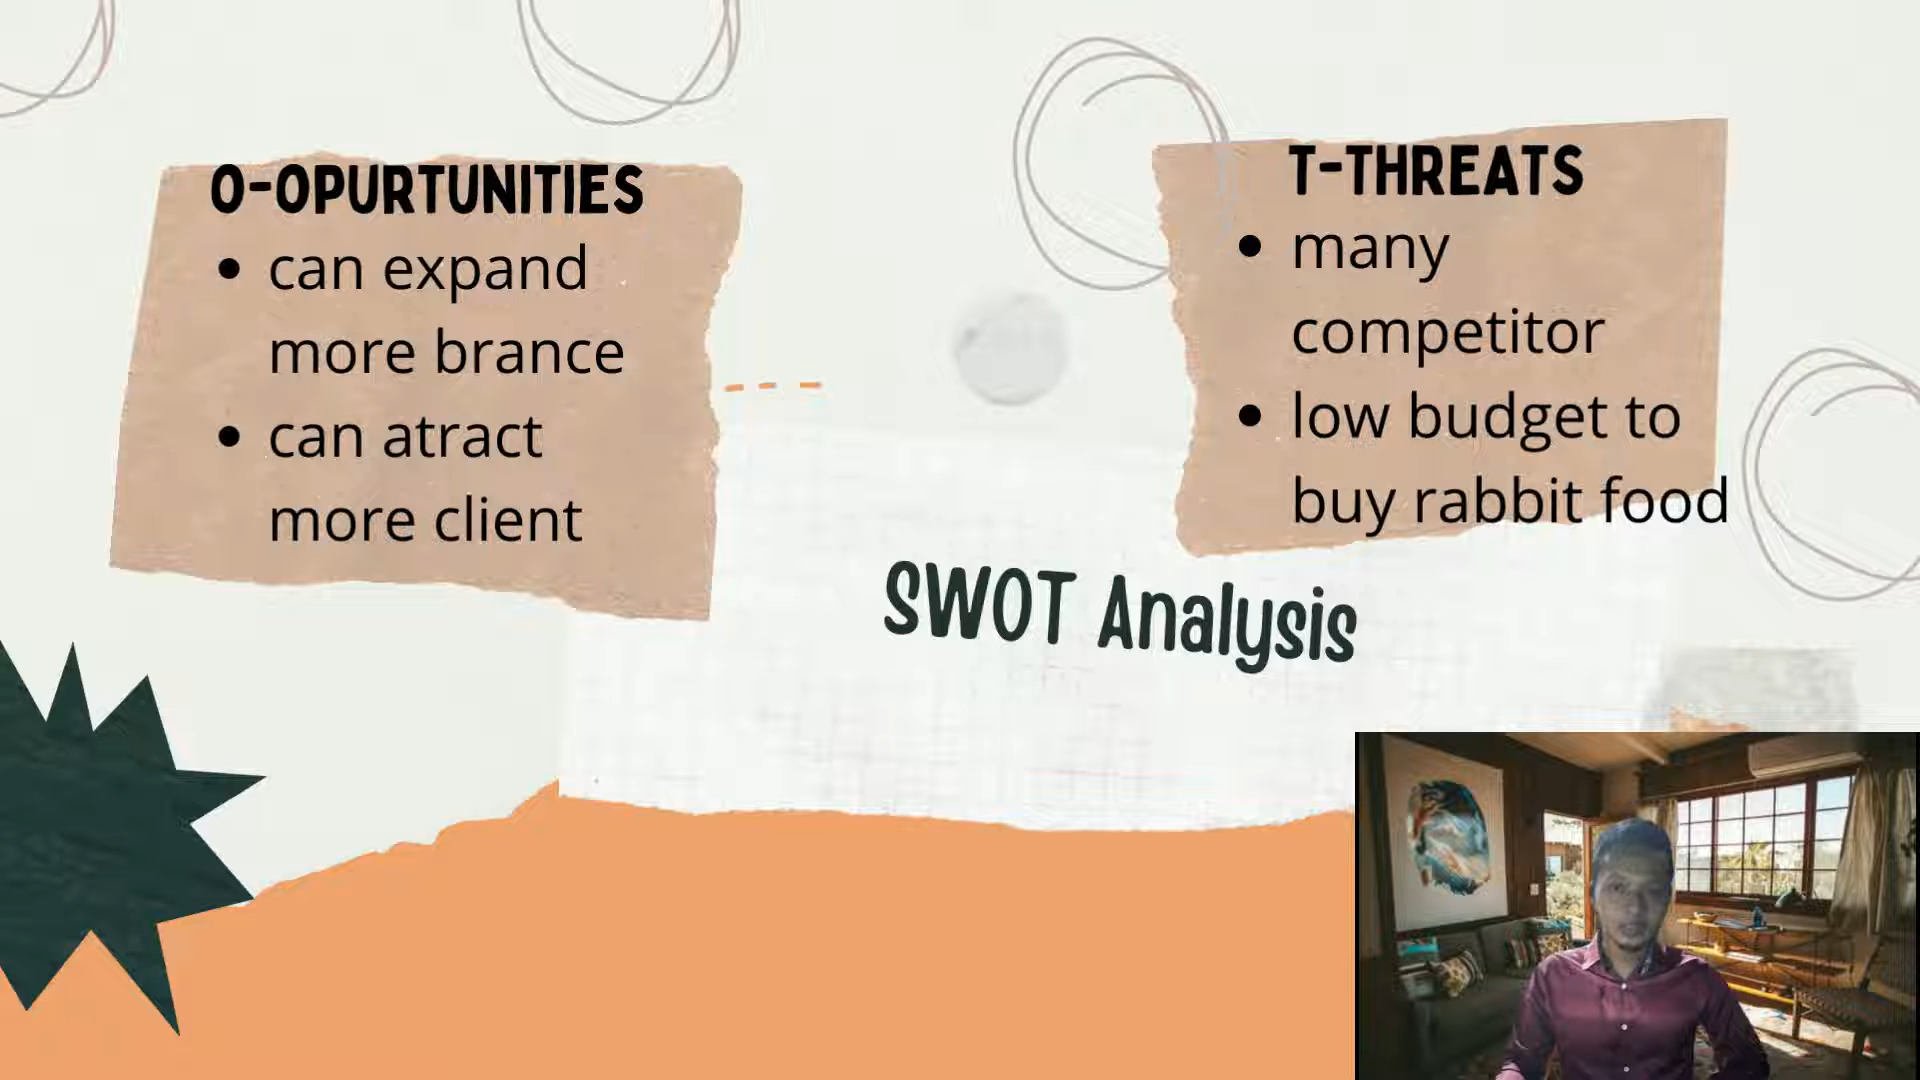 O-OPURTUNITIES
can expand
more brance
can atract
more client
T-THREATS
many
competitor
low budget to
buy rabbit food
SWOT Analysis